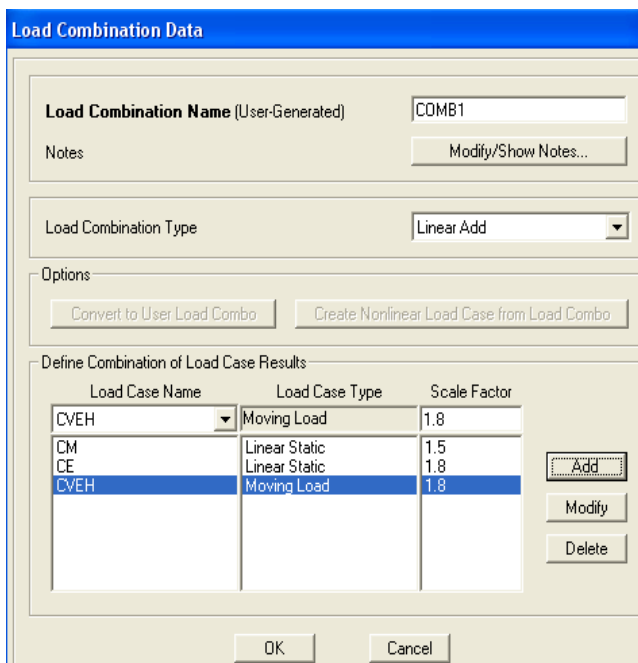 Load Combination Data
Load Combination Name (User-Generated) COMB1
Notes Modify/Show Notes...
Load Combination Type Linear Add
Options
Convert to User Load Combo Create Nonlinear Load Case from Load Combo
Define Combination of Load Case Results
Load Case Name Load Case Type Scale Factor
CVEH Moving Load 1.8
CM Linear Static 1.5
CE Linear Static 1.8
CVEH Moving Load 1.8
Add
Modify
Delete
OK Cancel